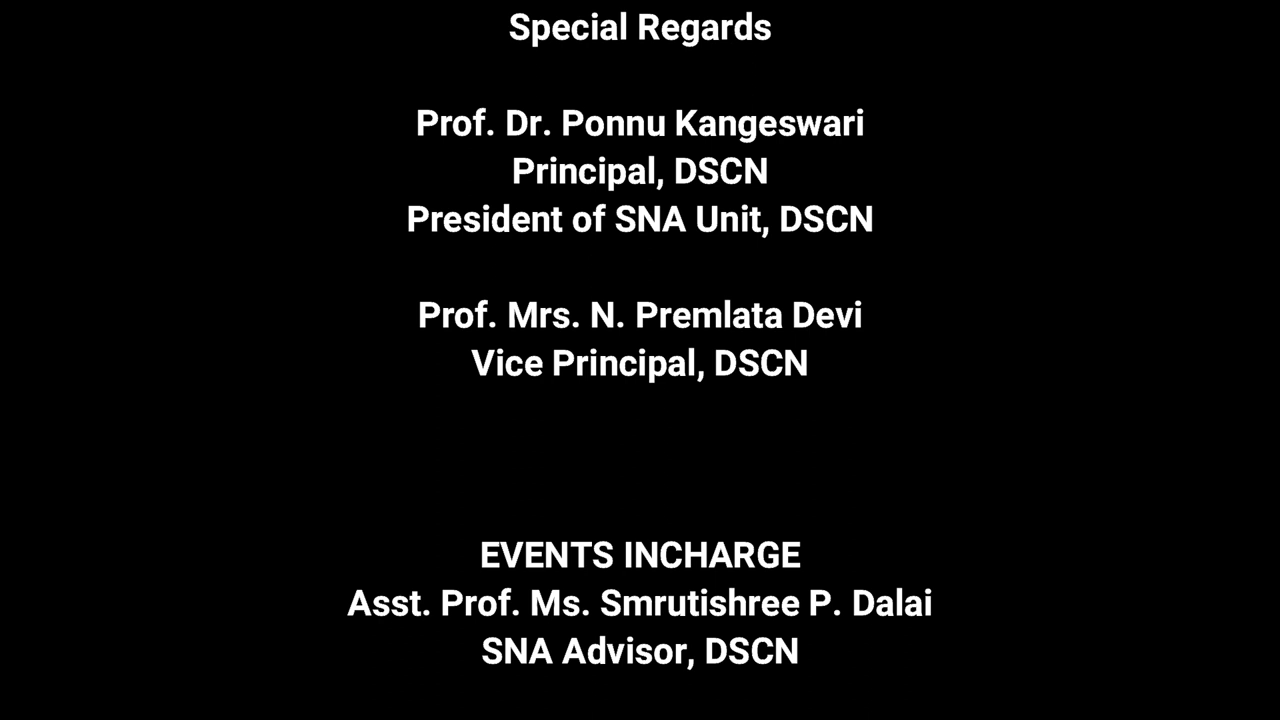 Special Regards
Prof. Dr. Ponnu Kangeswari
Principal, DSCN
President of SNA Unit, DSCN
Prof. Mrs. N. Premlata Devi
Vice Principal, DSCN
EVENTS INCHARGE
Asst. Prof. Ms. Smrutishree P. Dalai
SNA Advisor, DSCN